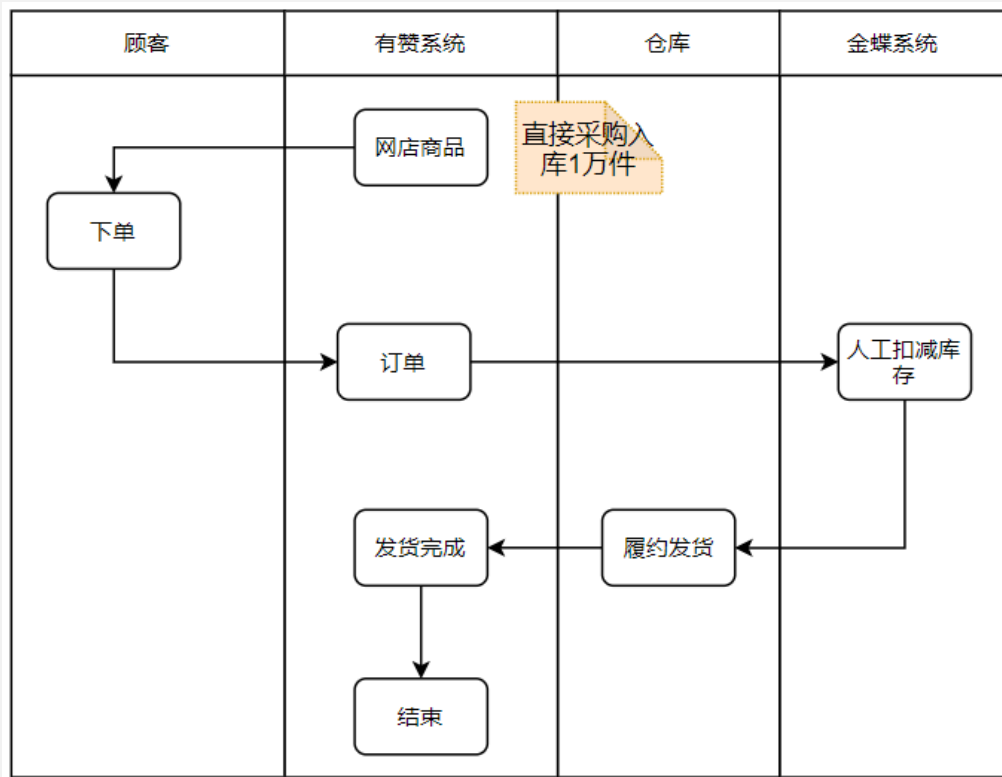 顾客
有赞系统
仓库
金蝶系统
网店商品
直接采购入
库1万件
下单
订单
人工扣减库
存
发货完成
履约发货
结束